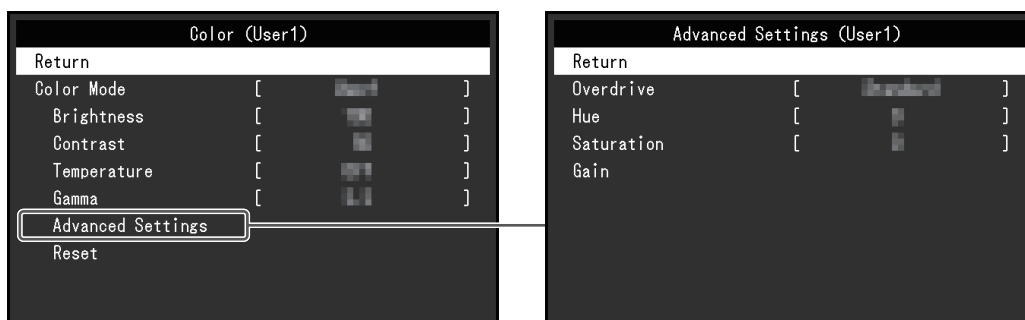 Color (User1)
Return
Color Mode [ ]
Brightness [ ]
Contrast [ ]
Temperature [ ]
Gamma [ ]
Advanced Settings
Reset
Advanced Settings (User1)
Return
Overdrive [ ]
Hue [ ]
Saturation [ ]
Gain